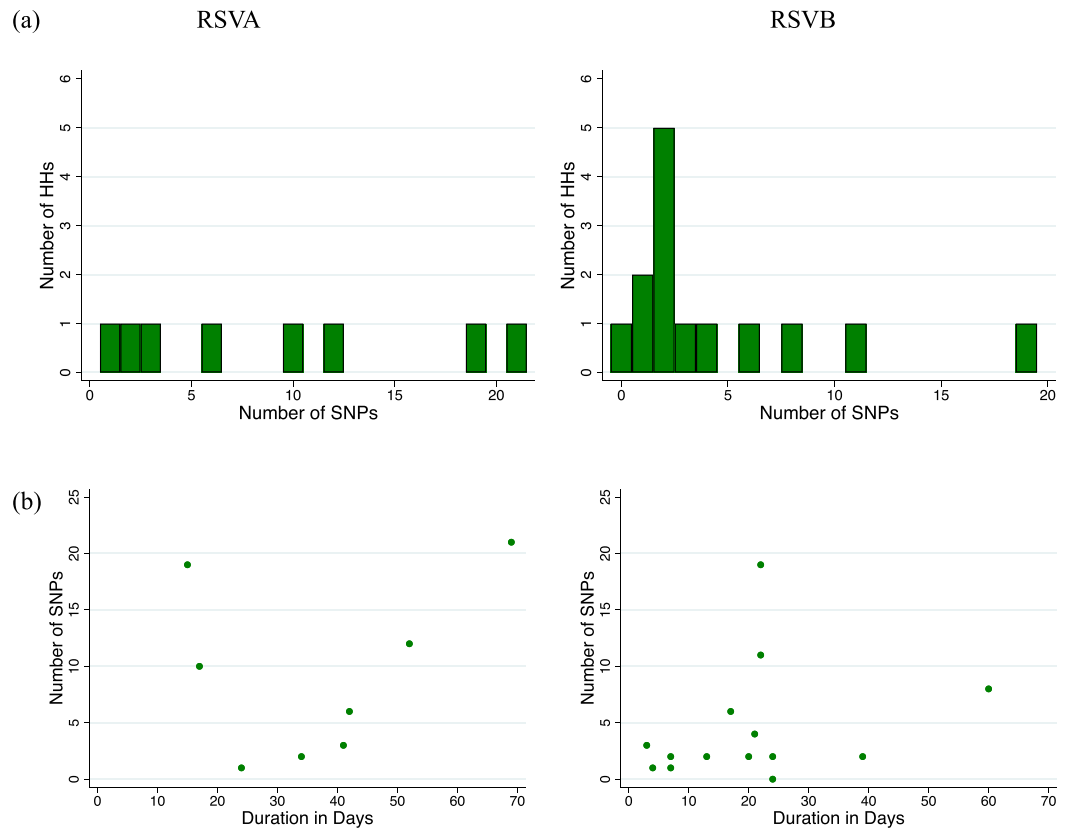 (a) RSVA RSVB
6
5
4
3
2
1
0
Number of HHs
0 5 10 15 20
Number of SNPs
6
5
4
3
2
1
0
Number of HHs
0 5 10 15 20
Number of SNPs
(b)
25
20
15
10
5
0
Number of SNPs
0 10 20 30 40 50 60 70
Duration in Days
25
20
15
10
5
0
Number of SNPs
0 10 20 30 40 50 60 70
Duration in Days